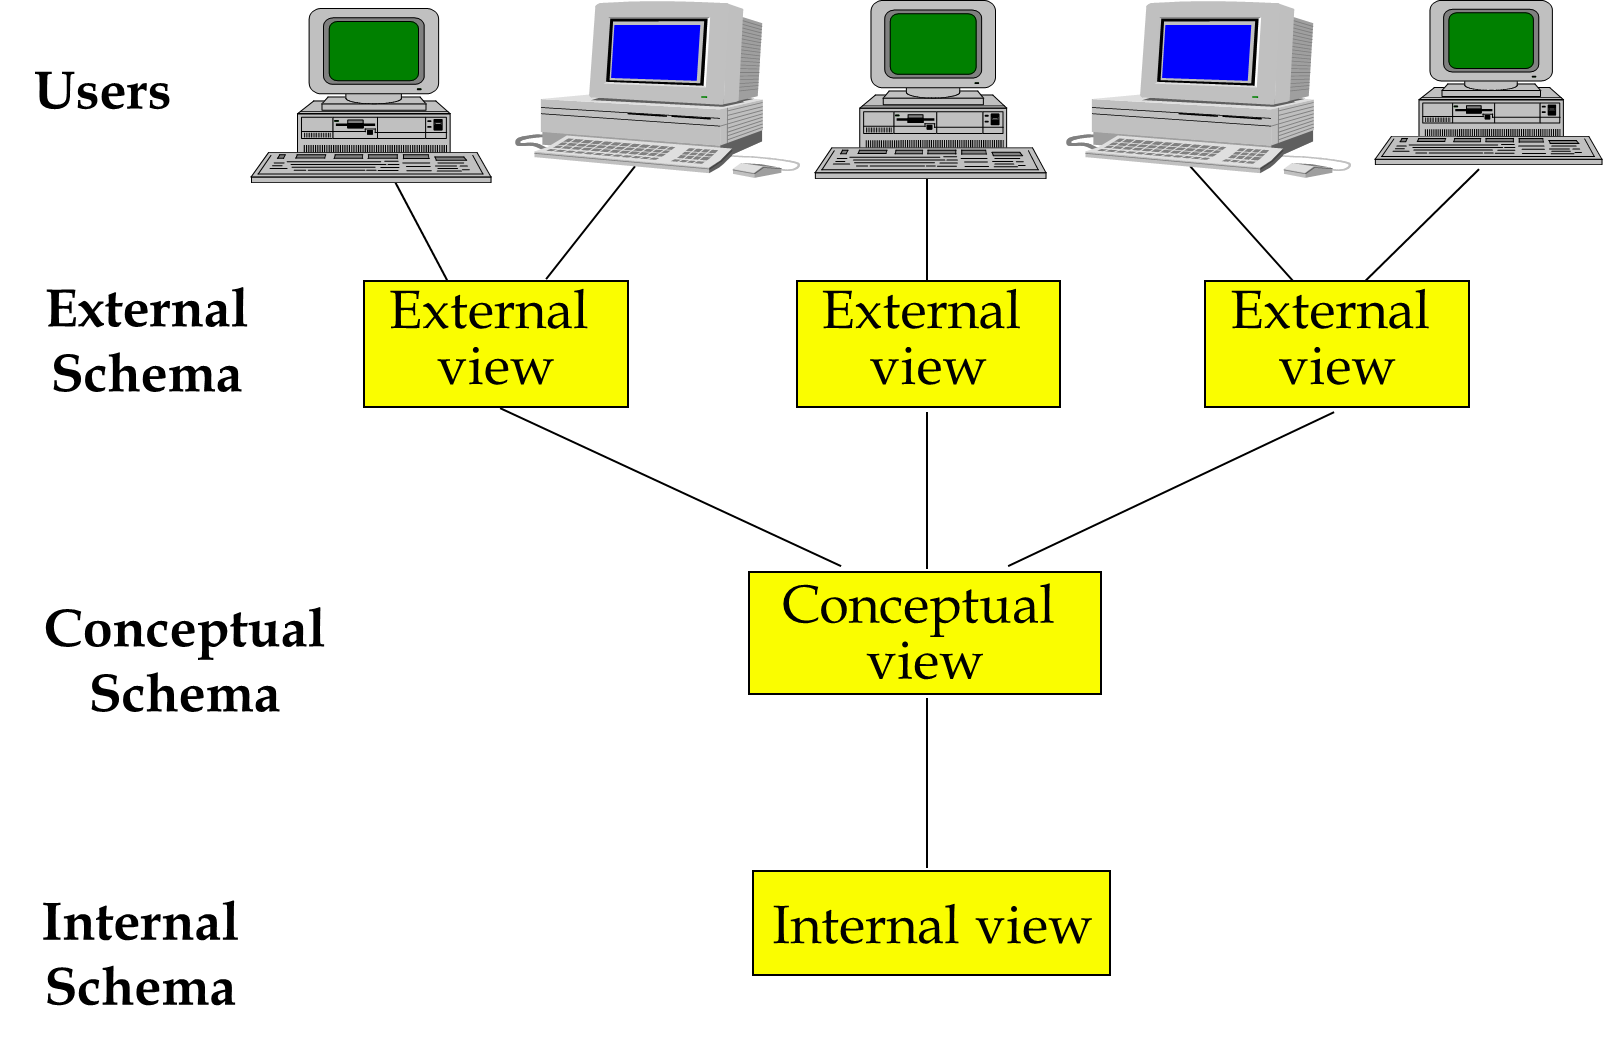 Users
External
Schema
External
view
External
view
External
view
Conceptual
Schema
Conceptual
view
Internal
Schema
Internal view